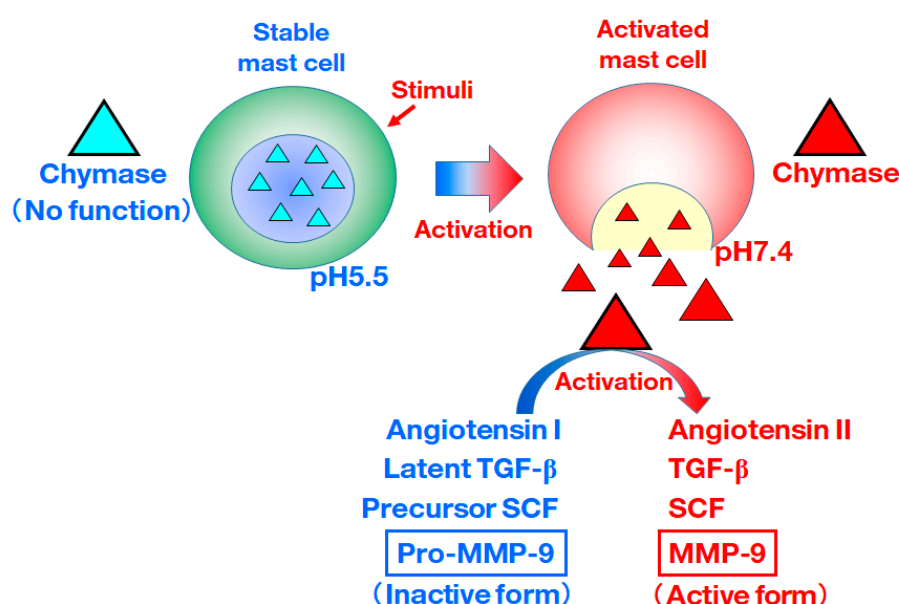 Stable
mast cell
Activated
mast cell
Stimuli
Chymase
(No function)
Activation
Chymase
pH5.5
pH7.4
Activation
Angiotensin I
Angiotensin II
Latent TGF-β
TGF-β
Precursor SCF
SCF
Pro-MMP-9
MMP-9
(Inactive form)
(Active form)